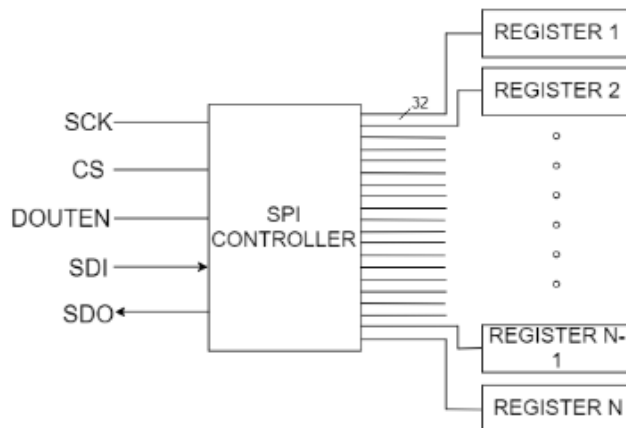 REGISTER 1
32
REGISTER 2
SCK
CS
DOUTEN
SPI
CONTROLLER
SDI
SDO
REGISTER N-
1
REGISTER N